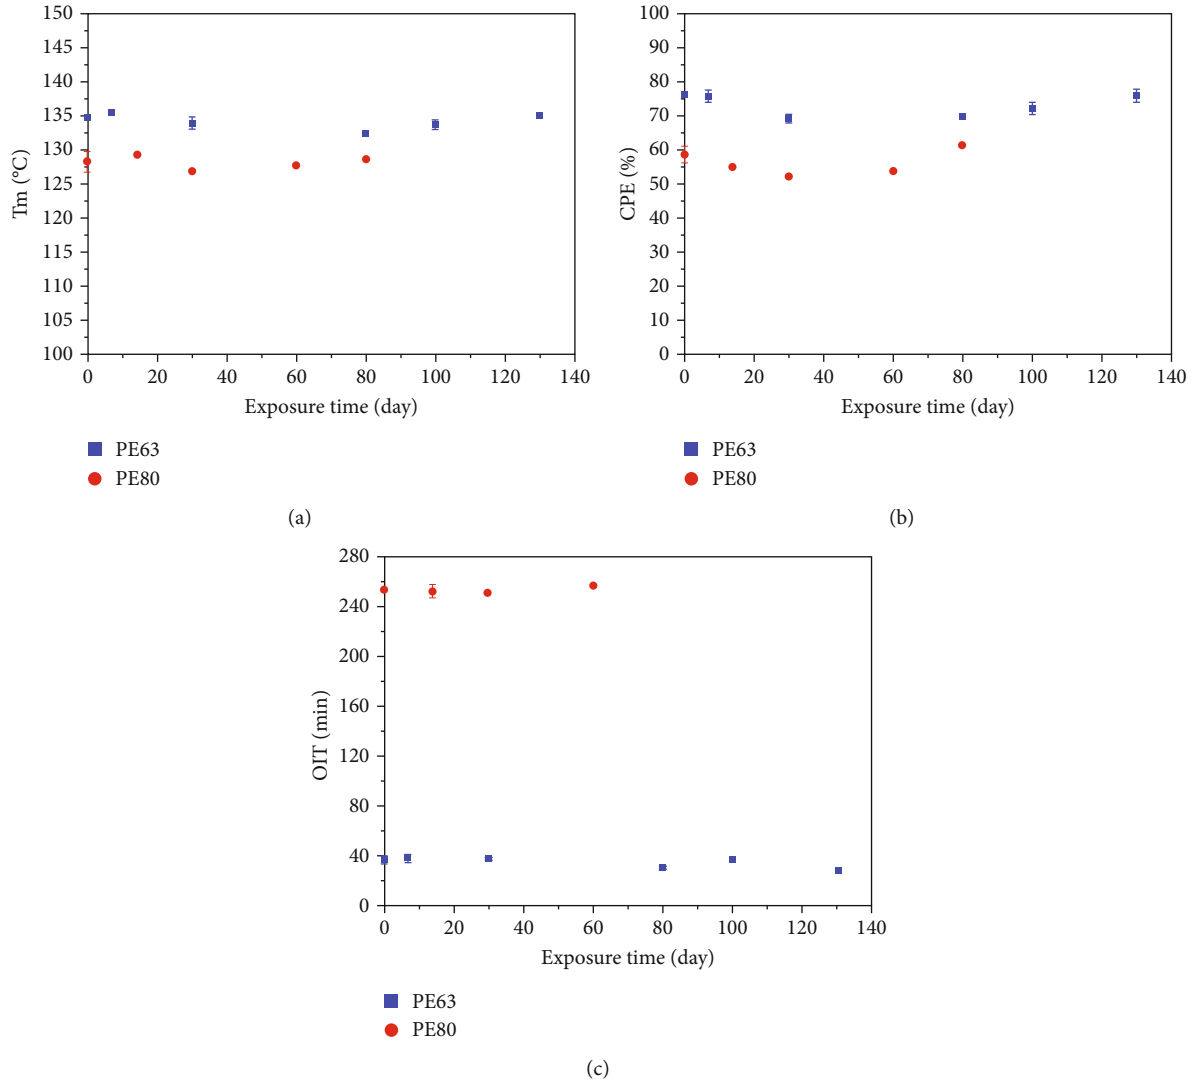 150
145
140
135
130
125
120
115
110
105
100
Tm (°C)
0 20 40 60 80 100 120 140
Exposure time (day)
PE63
PE80
(a)
100
90
80
70
60
50
40
30
20
10
0
CPE (%)
0 20 40 60 80 100 120 140
Exposure time (day)
PE63
PE80
(b)
280
240
200
160
120
80
40
0
OIT (min)
0 20 40 60 80 100 120 140
Exposure time (day)
PE63
PE80
(c)